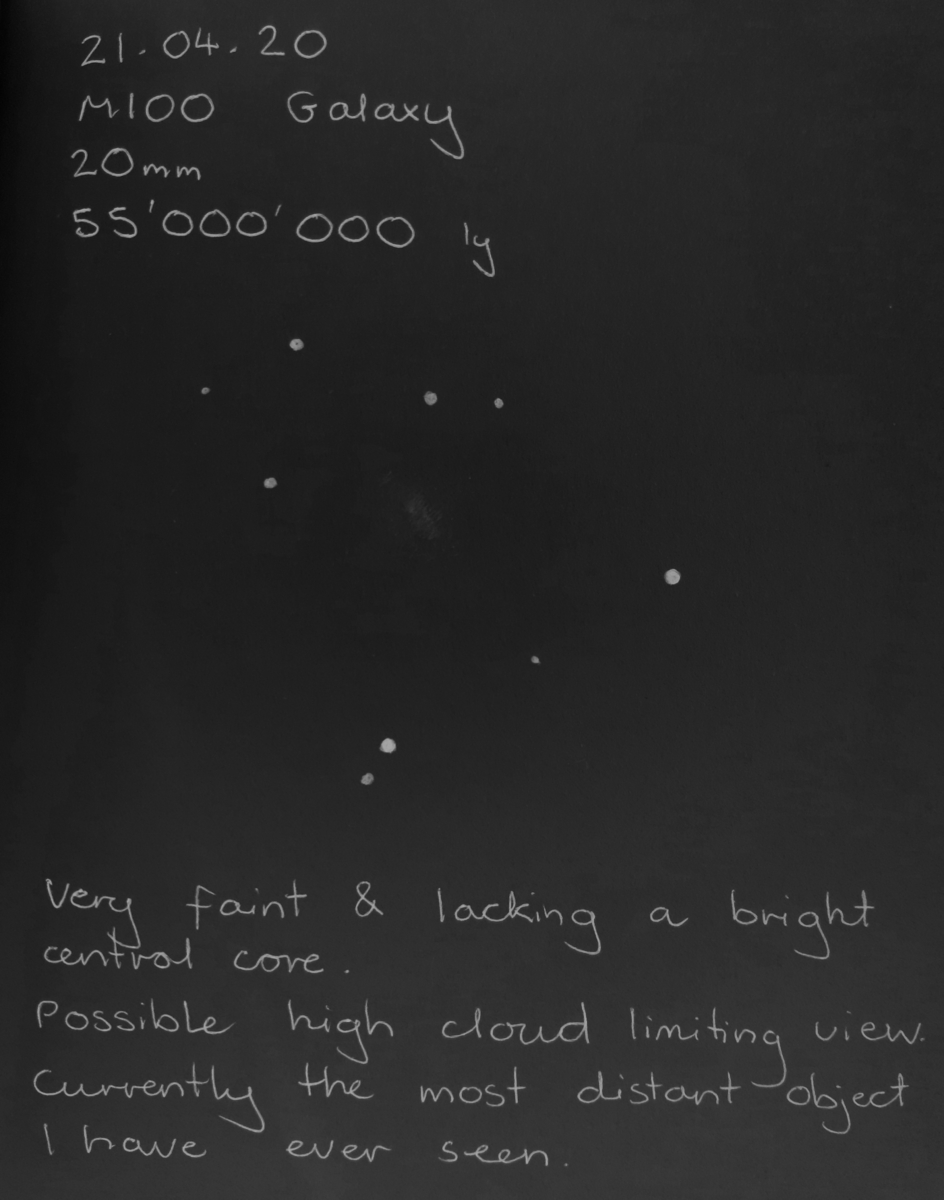 21.04.20
M100 Galaxy
20mm
55'000'000 ly
Very faint & lacking a bright
central core.
Possible high cloud limiting view.
Currently the most distant object
I have ever seen.